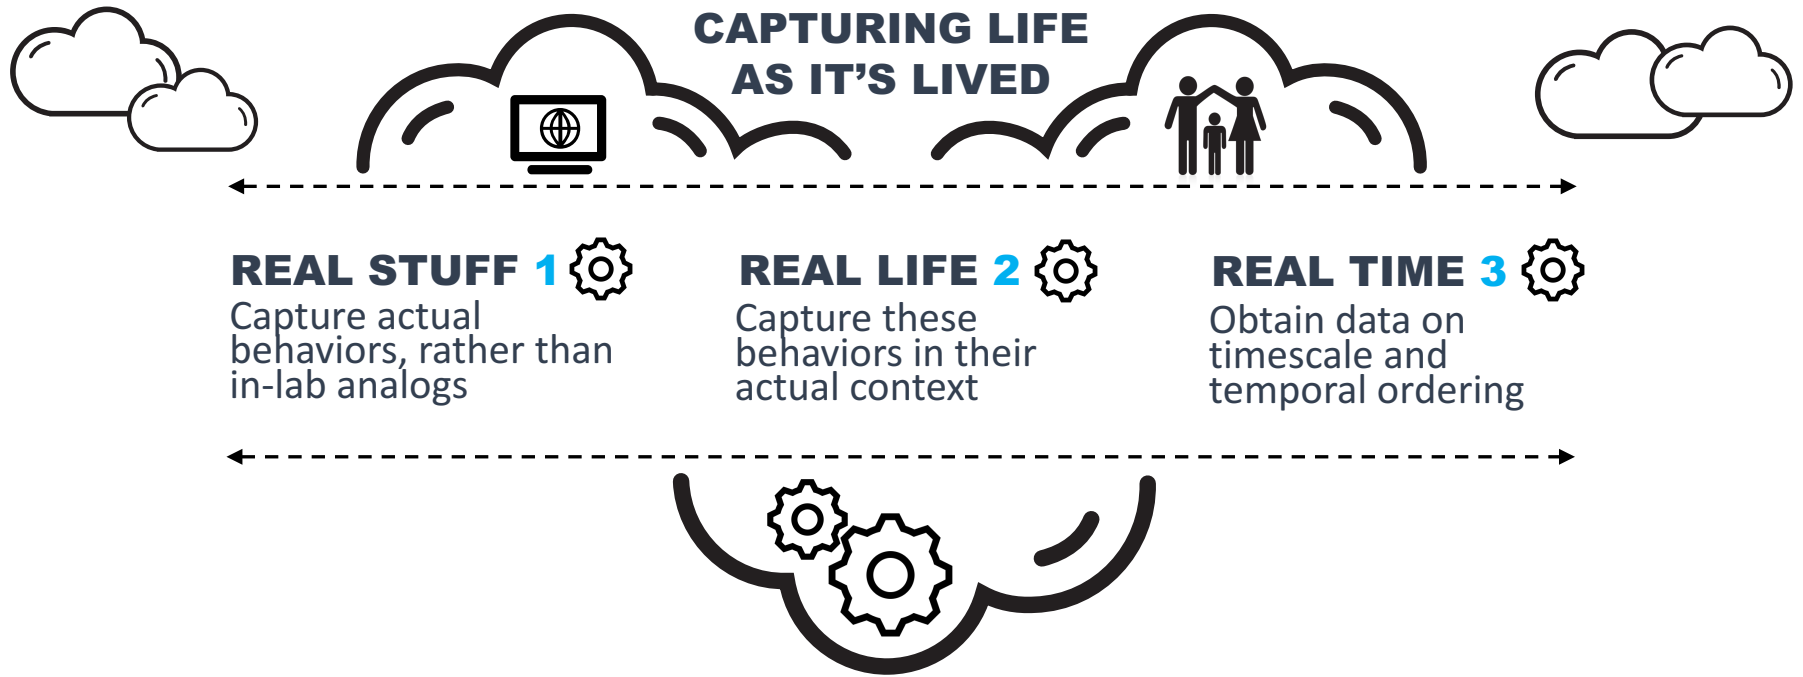 CAPTURING LIFE
AS IT'S LIVED
REAL STUFF 1
Capture actual
behaviors, rather than
in-lab analogs
REAL LIFE 2
Capture these
behaviors in their
actual context
REAL TIME 3
Obtain data on
timescale and
temporal ordering